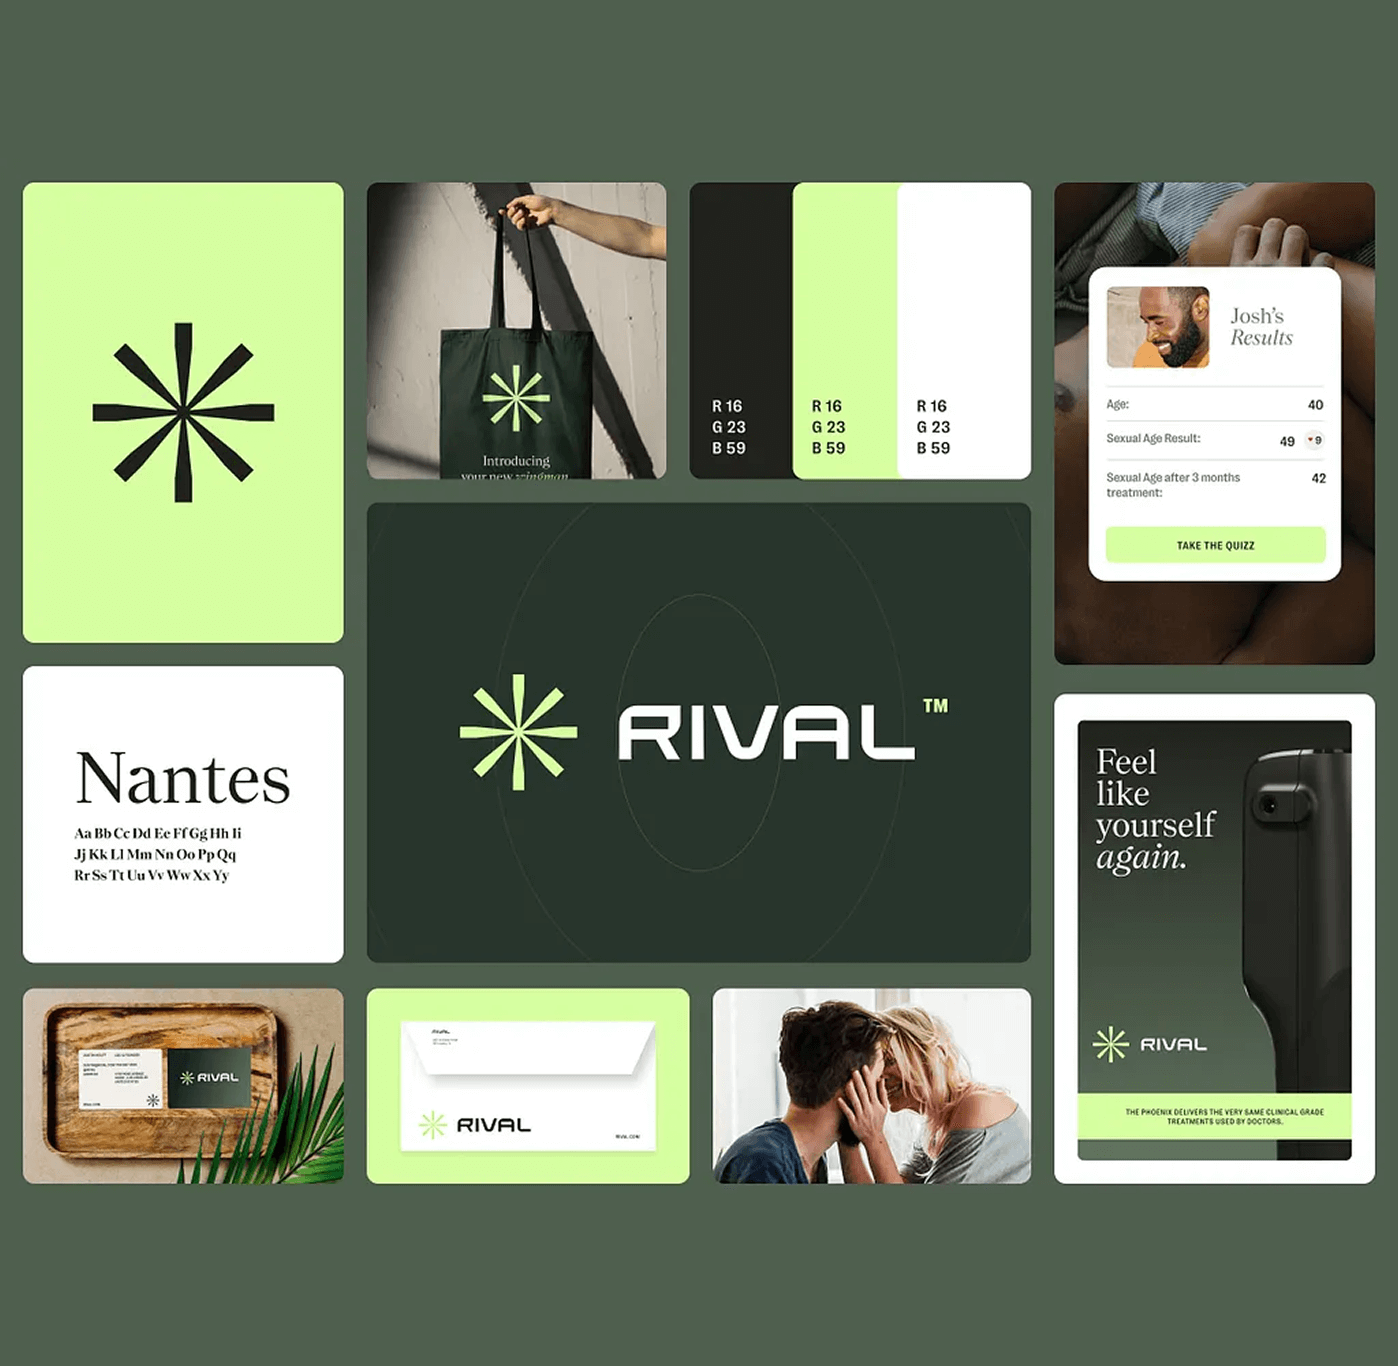 Introducing
your new wingman
R 16
G 23
B 59
R 16
G 23
B 59
R 16
G 23
B 59
Josh's
Results
Age: 40
Sexual Age Result: 49 9
Sexual Age after 3 months 42
treatment:
TAKE THE QUIZZ
RIVAL™
Nantes
Aa Bb Cc Dd Ee Ff Gg Hh Ii
Jj Kk Ll Mm Nn Oo Pp Qq
Rr Ss Tt Uu Vv Ww Xx Yy
Feel
like
yourself
again.
RIVAL
THE PHOENIX DELIVERS THE VERY SAME CLINICAL GRADE
TREATMENTS USED BY DOCTORS.
RIVAL
RIVAL
RIVAL
RIVAL.COM